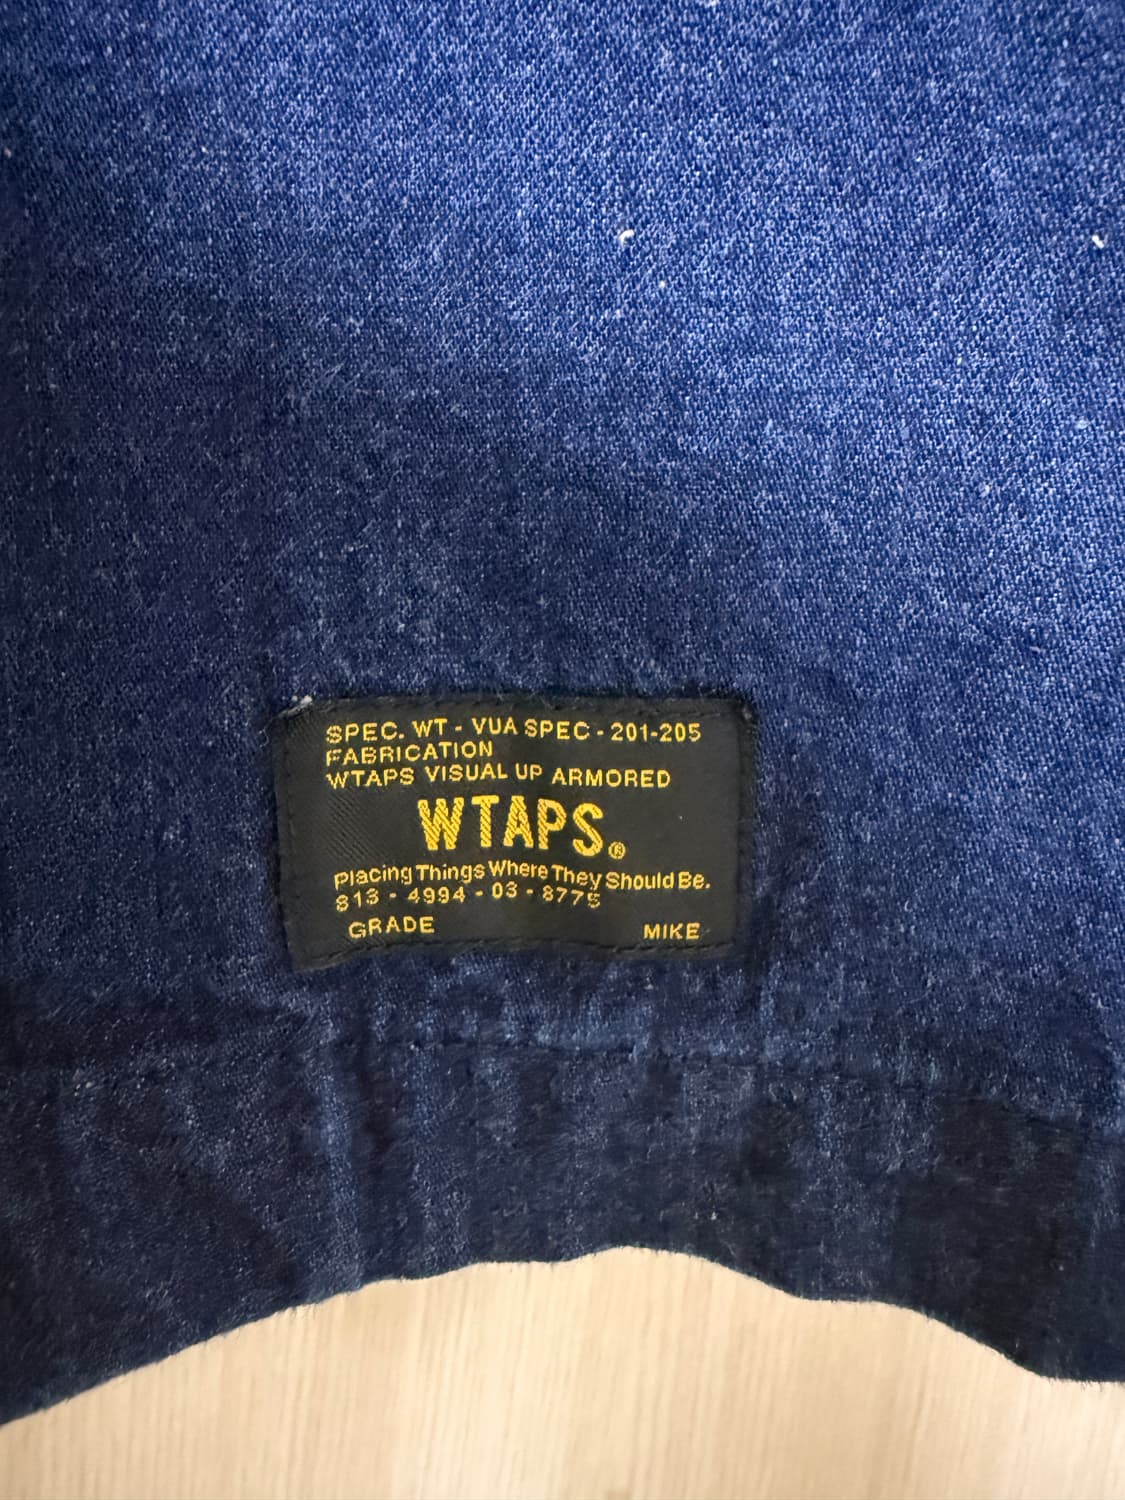 SPEC. WT - VUA SPEC - 201-205
FABRICATION
WTAPS VISUAL UP ARMORED
WTAPS®
Placing Things Where They Should Be.
813 - 4994 - 03 - 8775
GRADE MIKE